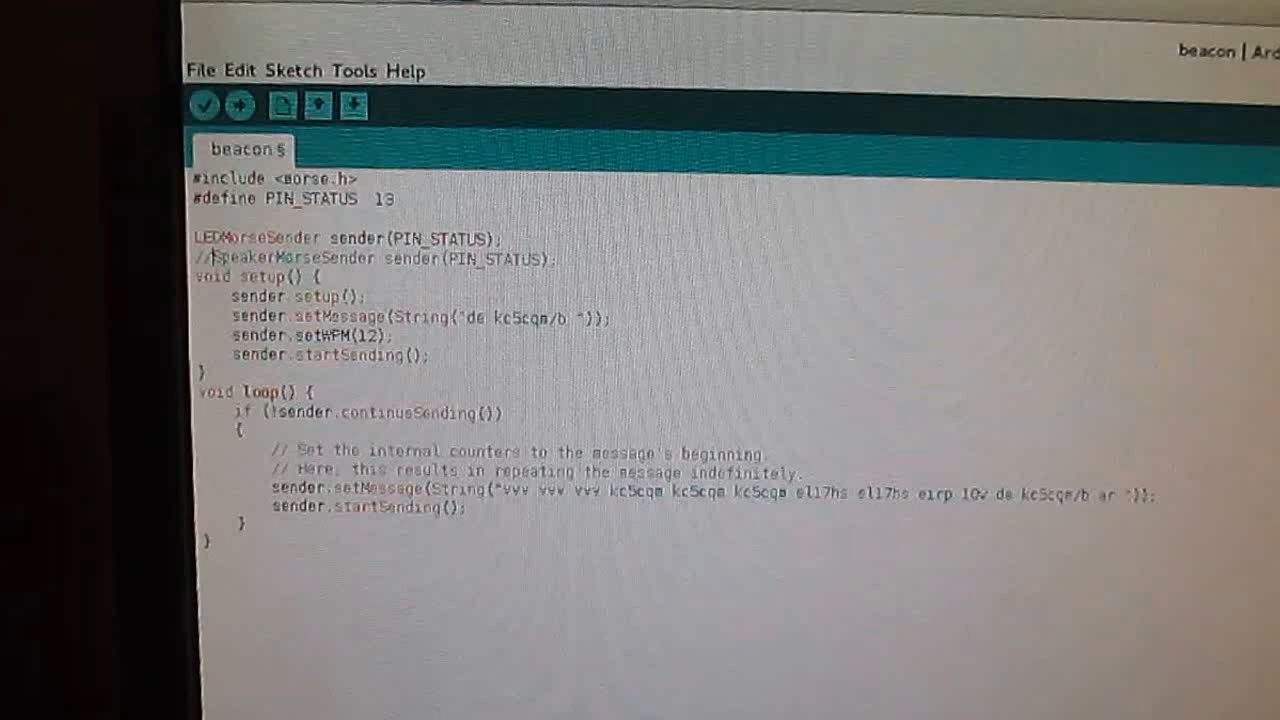 beacon | Ard
File Edit Sketch Tools Help
beacon §
#include <morse.h>
#define PIN_STATUS 13
LEDMorseSender sender(PIN_STATUS);
//SpeakerMorseSender sender(PIN_STATUS);
void setup() {
sender.setup();
sender.setMessage(String("de kc5cqm/b "));
sender.setWPM(12);
sender.startSending();
}
void loop() {
if (!sender.continueSending())
{
// Set the internal counters to the message's beginning.
// Here, this results in repeating the message indefinitely.
sender.setMessage(String("vvv vvv vvv kc5cqm kc5cqm kc5cqm el17hs el17hs eirp 10w de kc5cqm/b ar "));
sender.startSending();
}
}